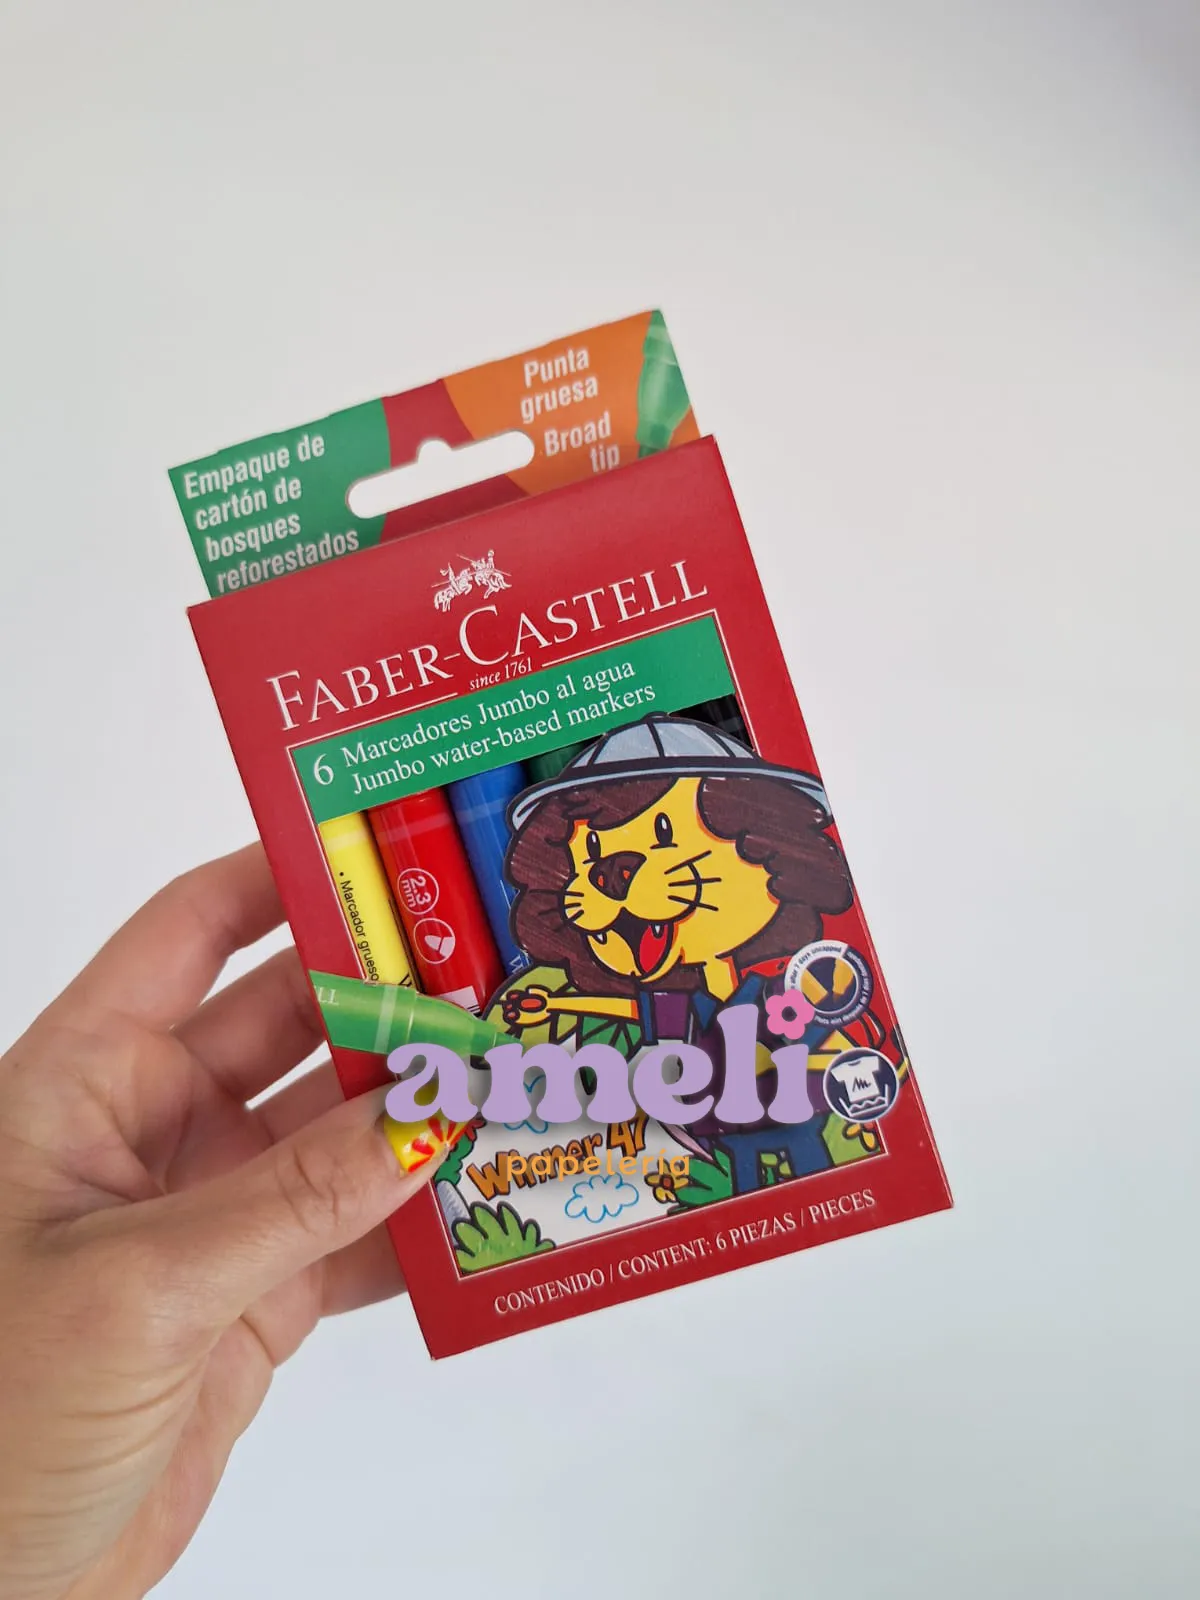 Punta
gruesa
Broad
tip
Empaque de
cartón de
bosques
reforestados
FABER-CASTELL
since 1761
6 Marcadores Jumbo al agua
Jumbo water-based markers
2.3
mm
• Marcador grueso
LL
ameli
papelería
Winner 47
CONTENIDO / CONTENT: 6 PIEZAS / PIECES